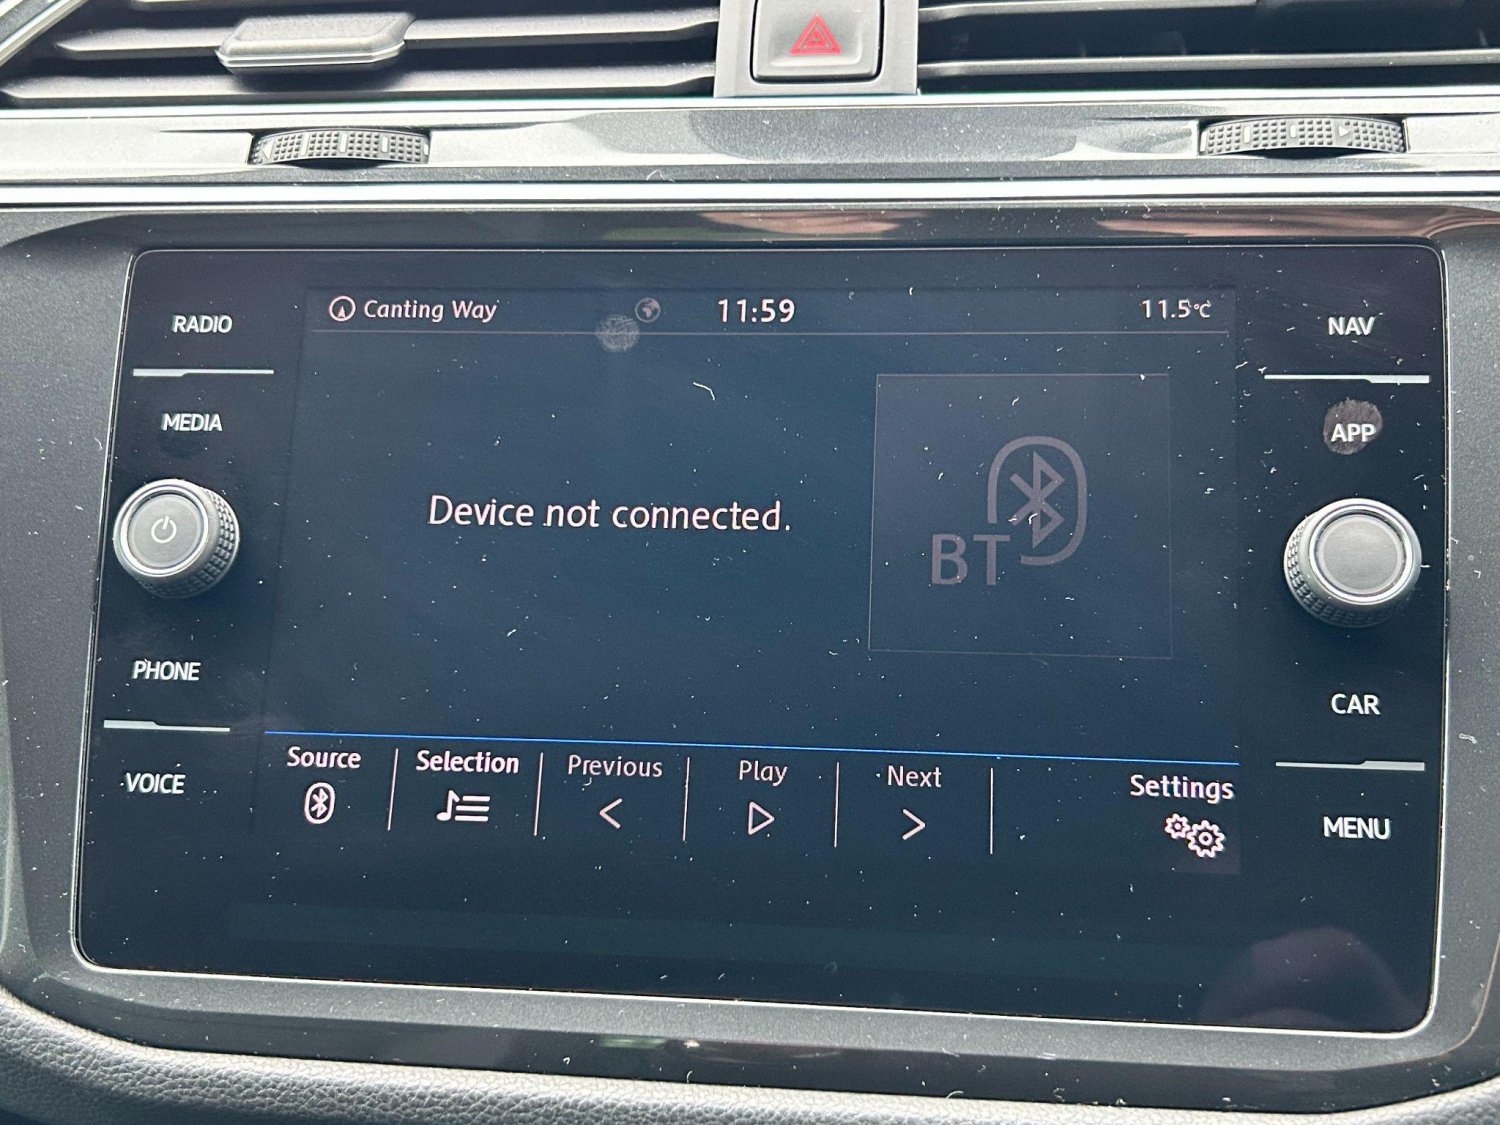 Canting Way 11:59 11.5°C
RADIO
MEDIA
PHONE
VOICE
Device not connected.
BT
Source
Selection
Previous
Play
Next
Settings
NAV
APP
CAR
MENU